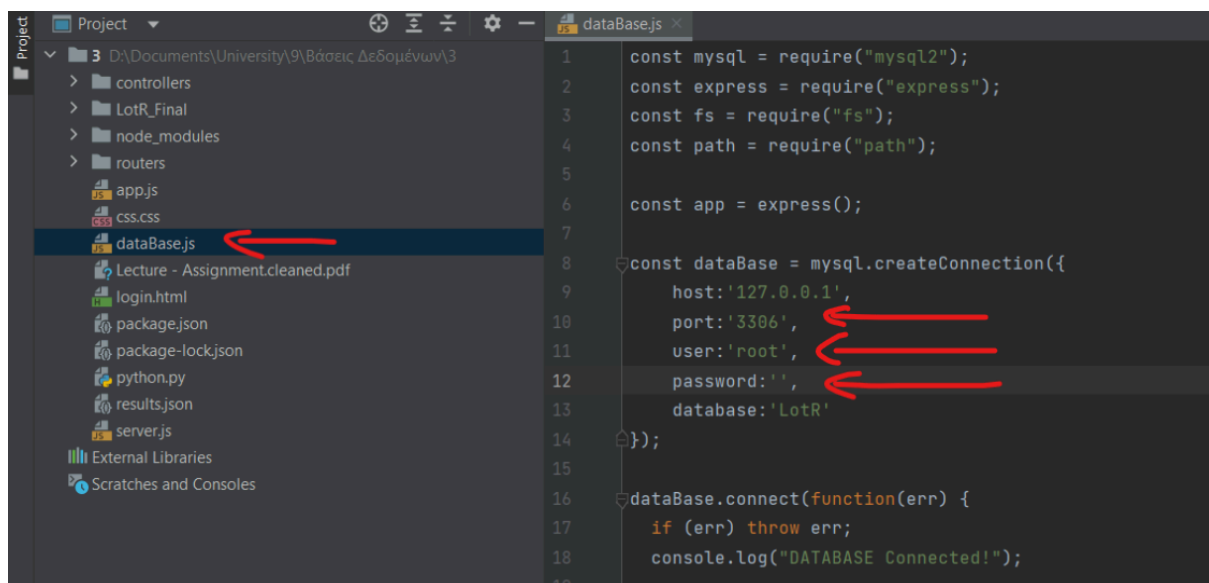 Project
Project
3 D:\Documents\University\9\Βάσεις Δεδομένων\3
controllers
LotR_Final
node_modules
routers
app.js
css.css
dataBase.js
Lecture - Assignment.cleaned.pdf
login.html
package.json
package-lock.json
python.py
results.json
server.js
External Libraries
Scratches and Consoles
dataBase.js
1 const mysql = require("mysql2");
2 const express = require("express");
3 const fs = require("fs");
4 const path = require("path");
5
6 const app = express();
7
8 const dataBase = mysql.createConnection({
9 host:'127.0.0.1',
10 port:'3306',
11 user:'root',
12 password:'',
13 database:'LotR'
14 });
15
16 dataBase.connect(function(err) {
17 if (err) throw err;
18 console.log("DATABASE Connected!");